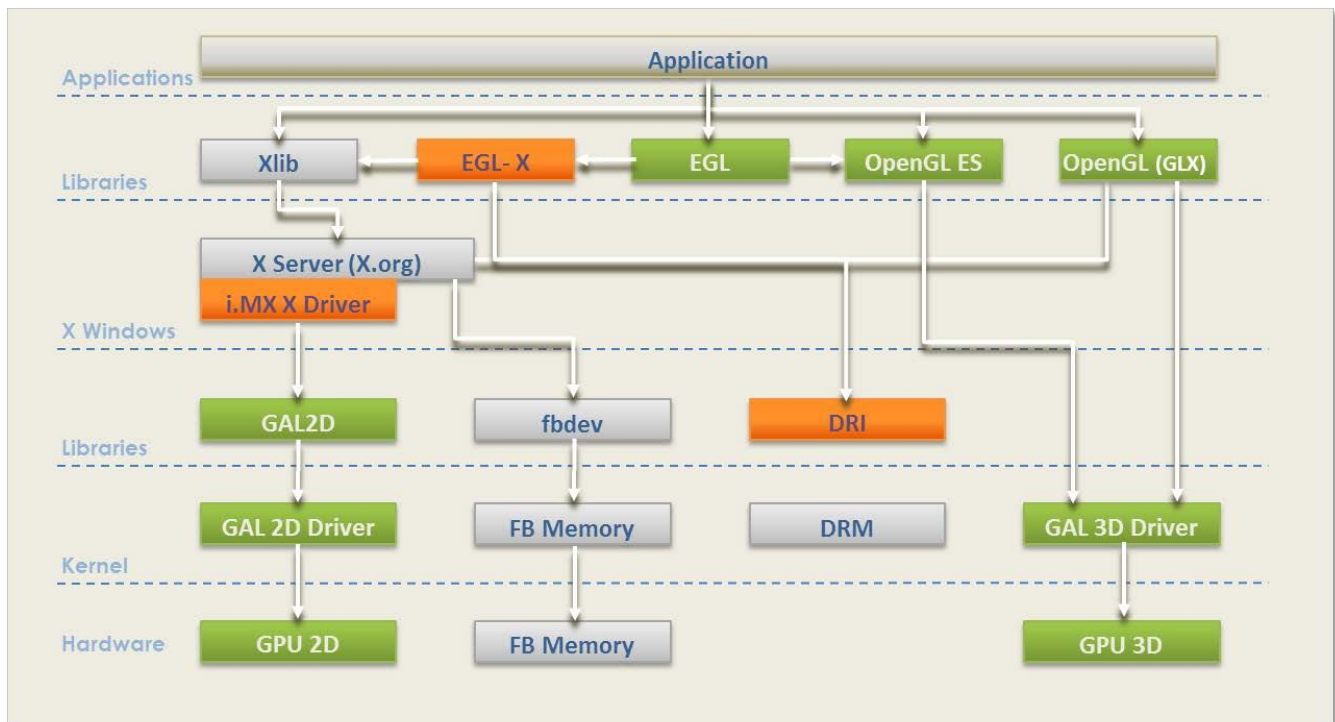 Application
Applications
Xlib
EGL- X
EGL
OpenGL ES
OpenGL (GLX)
Libraries
X Server (X.org)
i.MX X Driver
X Windows
GAL2D
fbdev
DRI
Libraries
GAL 2D Driver
FB Memory
DRM
GAL 3D Driver
Kernel
Hardware
GPU 2D
FB Memory
GPU 3D